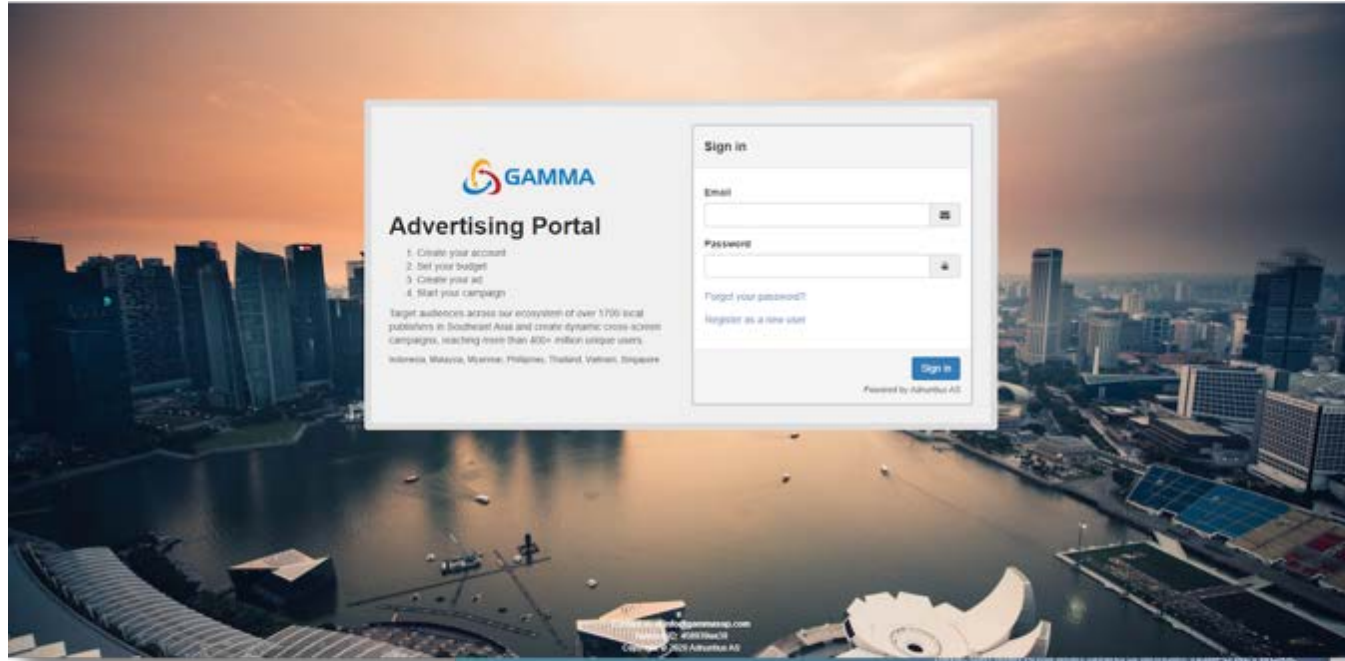 GAMMA
Advertising Portal
1. Create your account
2. Set your budget
3. Create your ad
4. Start your campaign
Target audiences across our ecosystem of over 1700 local
publishers in Southeast Asia and create dynamic cross-screen
campaigns, reaching more than 400+ million unique users.
Indonesia, Malaysia, Myanmar, Philippines, Thailand, Vietnam, Singapore
Sign in
Email
Password
Forgot your password?
Register as a new user
Sign in
Powered by Adnuntius AS
Copyright © 2020 Adnuntius AS